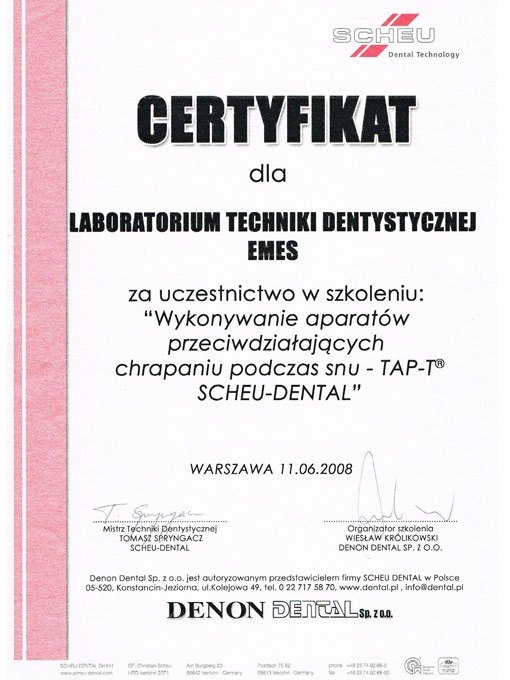 SCHEU
Dental Technology
CERTYFIKAT
dla
LABORATORIUM TECHNIKI DENTYSTYCZNEJ
EMES
za uczestnictwo w szkoleniu:
“Wykonywanie aparatów
przeciwdziałających
chrapaniu podczas snu - TAP-T®
SCHEU-DENTAL”
WARSZAWA 11.06.2008
Mistrz Techniki Dentystycznej
TOMASZ SPRYNGACZ
SCHEU-DENTAL
Organizator szkolenia
WIESŁAW KRÓLIKOWSKI
DENON DENTAL SP. Z O.O.
Denon Dental Sp. z o.o. jest autoryzowanym przedstawicielem firmy SCHEU DENTAL w Polsce
05-520, Konstancin-Jeziorna, ul.Kolejowa 49, tel. 0 22 717 58 70, www.dental.pl , info@dental.pl
DENON DENTAL Sp. z o.o.
SCHEU-DENTAL GmbH Am Burgberg 20 Postfach 75 52 phone +49 23 74 92 88-0
www.scheu-dental.com 58642 Iserlohn - Germany 58613 Iserlohn - Germany fax +49 23 74 92 88-90